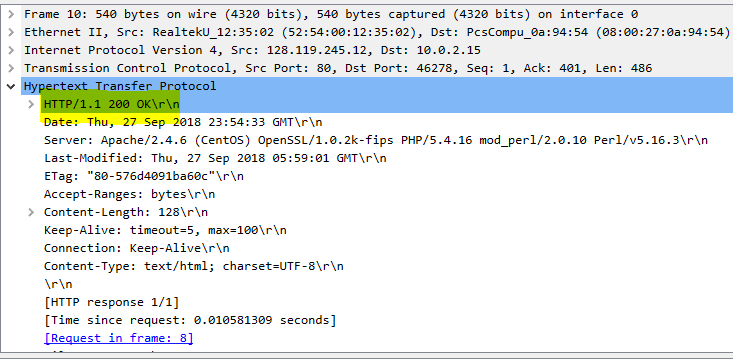 Frame 10: 540 bytes on wire (4320 bits), 540 bytes captured (4320 bits) on interface 0
Ethernet II, Src: RealtekU_12:35:02 (52:54:00:12:35:02), Dst: PcsCompu_0a:94:54 (08:00:27:0a:94:54)
Internet Protocol Version 4, Src: 128.119.245.12, Dst: 10.0.2.15
Transmission Control Protocol, Src Port: 80, Dst Port: 46278, Seq: 1, Ack: 401, Len: 486
Hypertext Transfer Protocol
HTTP/1.1 200 OK\r\n
Date: Thu, 27 Sep 2018 23:54:33 GMT\r\n
Server: Apache/2.4.6 (CentOS) OpenSSL/1.0.2k-fips PHP/5.4.16 mod_perl/2.0.10 Perl/v5.16.3\r\n
Last-Modified: Thu, 27 Sep 2018 05:59:01 GMT\r\n
ETag: "80-576d4091ba60c"\r\n
Accept-Ranges: bytes\r\n
Content-Length: 128\r\n
Keep-Alive: timeout=5, max=100\r\n
Connection: Keep-Alive\r\n
Content-Type: text/html; charset=UTF-8\r\n
\r\n
[HTTP response 1/1]
[Time since request: 0.010581309 seconds]
[Request in frame: 8]